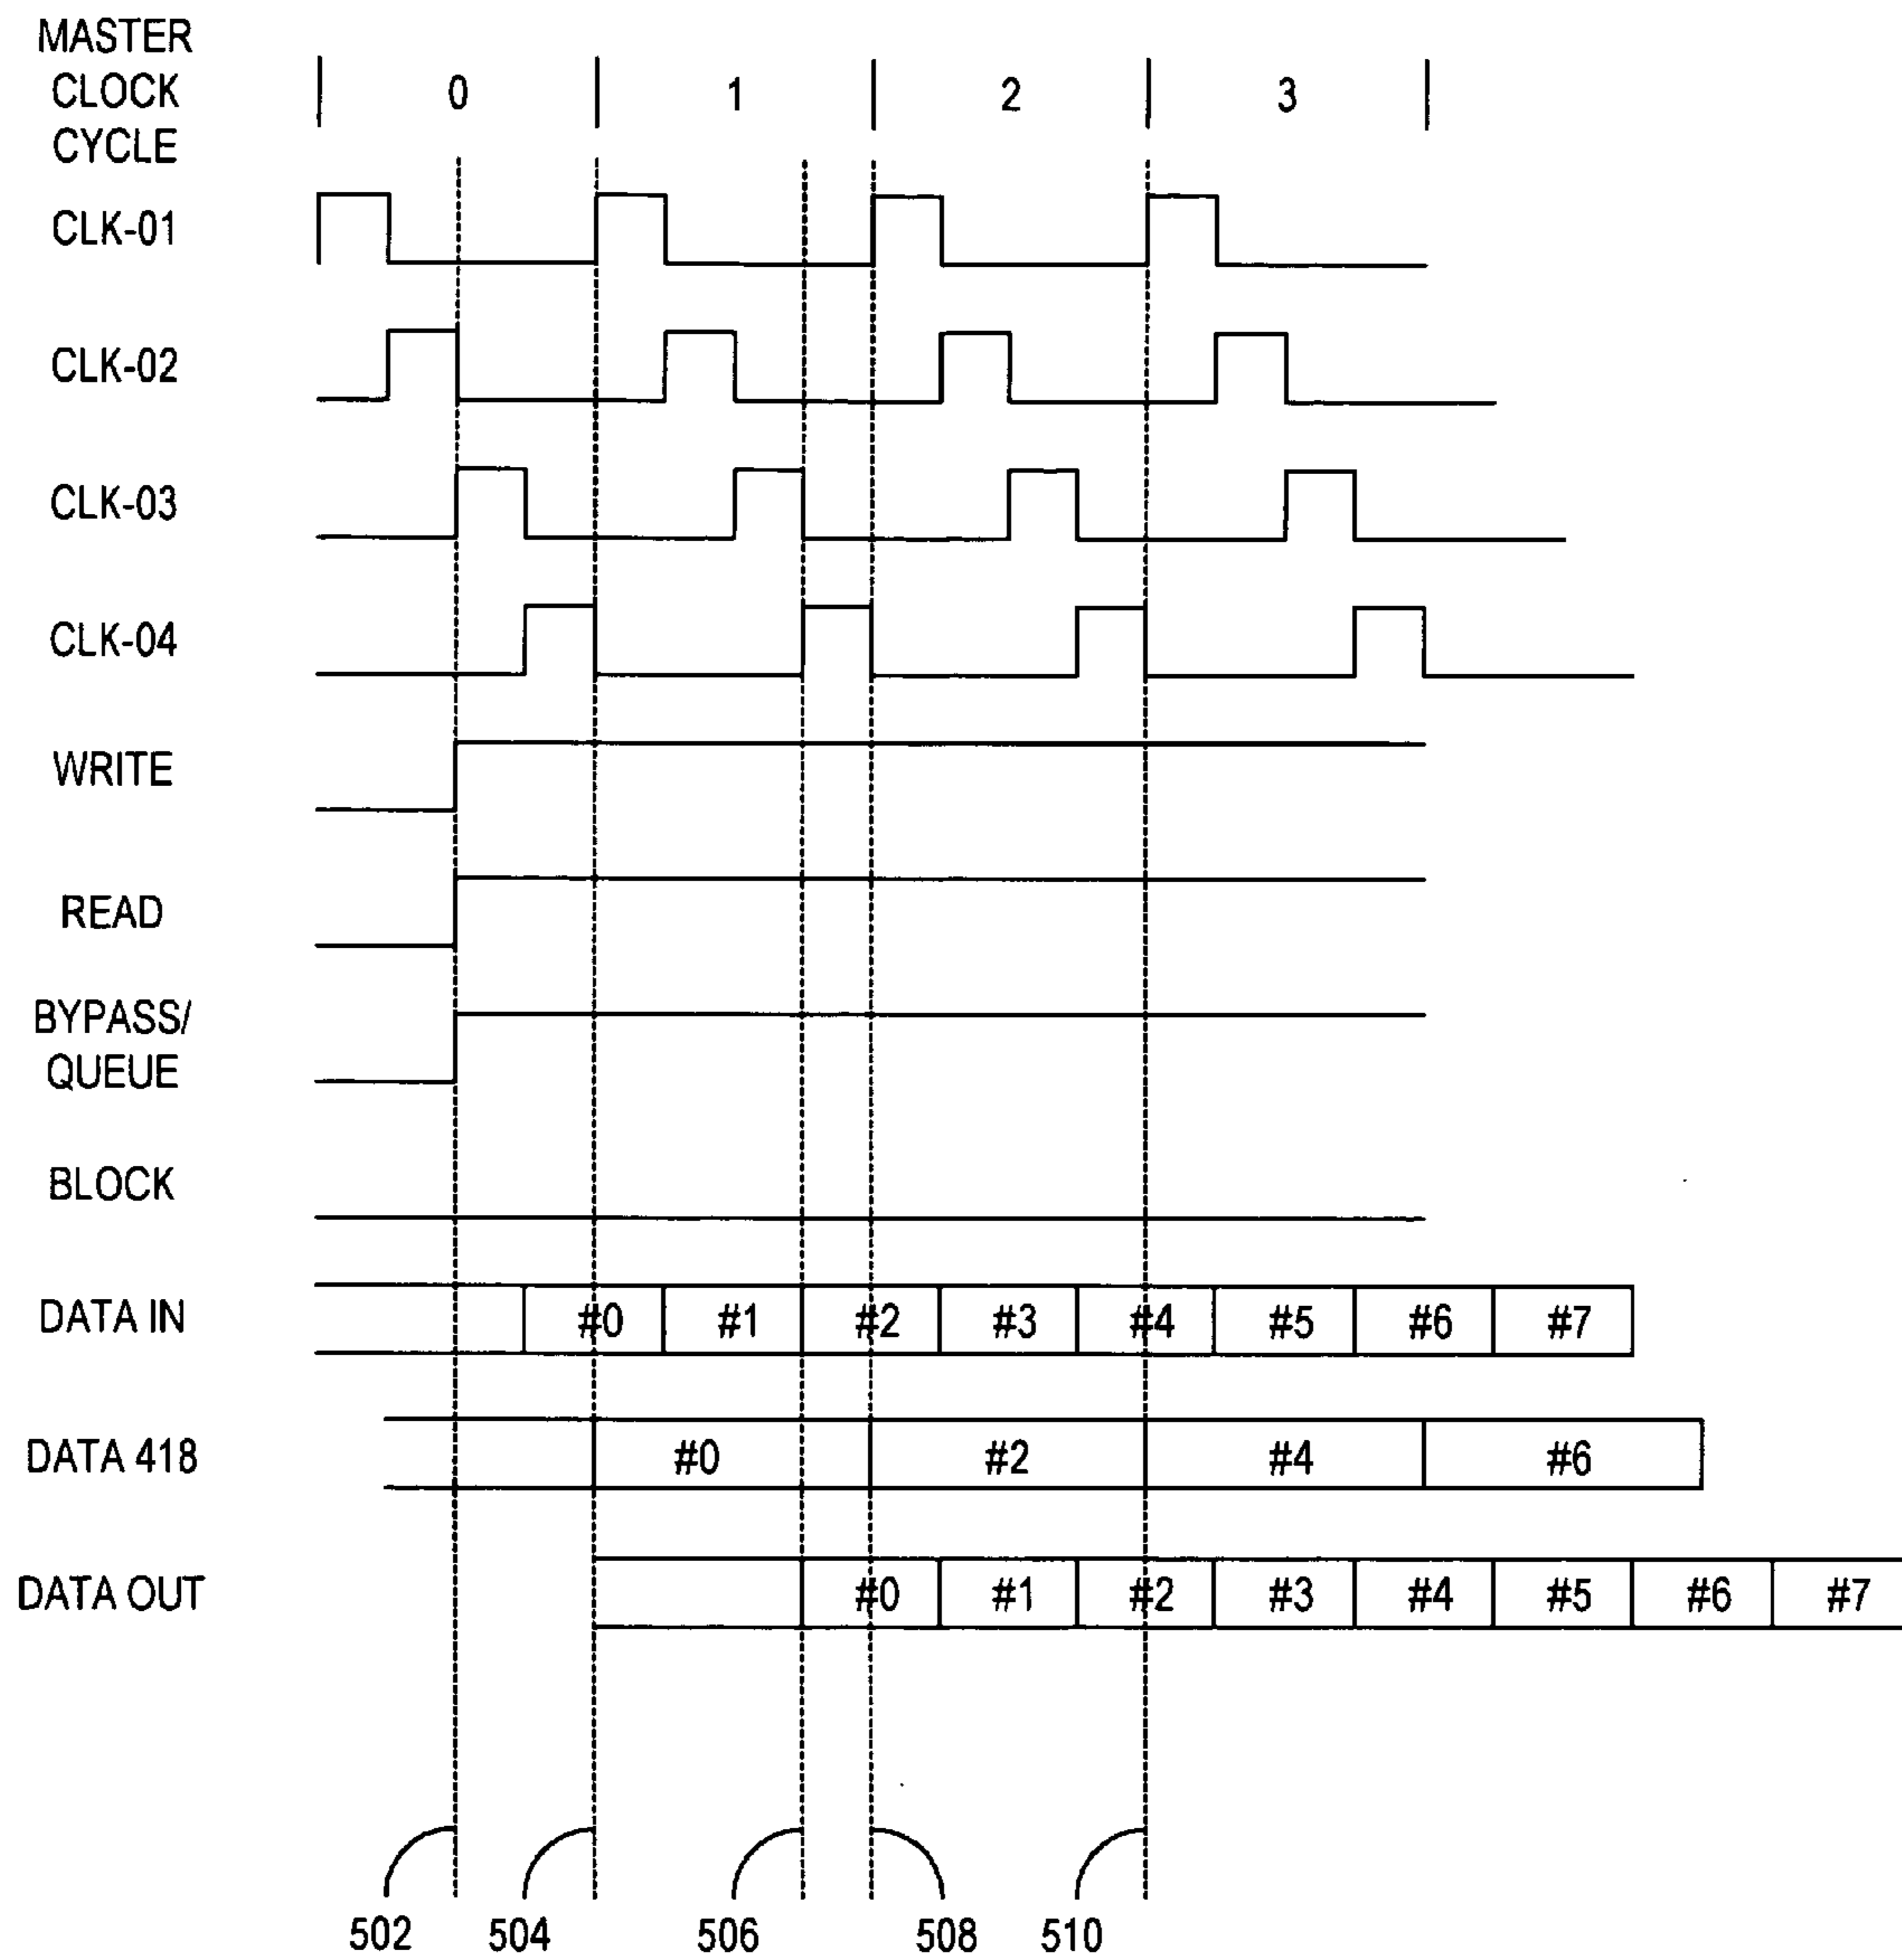 MASTER
CLOCK
CYCLE
0 1 2 3
CLK-01
CLK-02
CLK-03
CLK-04
WRITE
READ
BYPASS/
QUEUE
BLOCK
DATA IN #0 #1 #2 #3 #4 #5 #6 #7
DATA 418 #0 #2 #4 #6
DATA OUT #0 #1 #2 #3 #4 #5 #6 #7
502 504 506 508 510